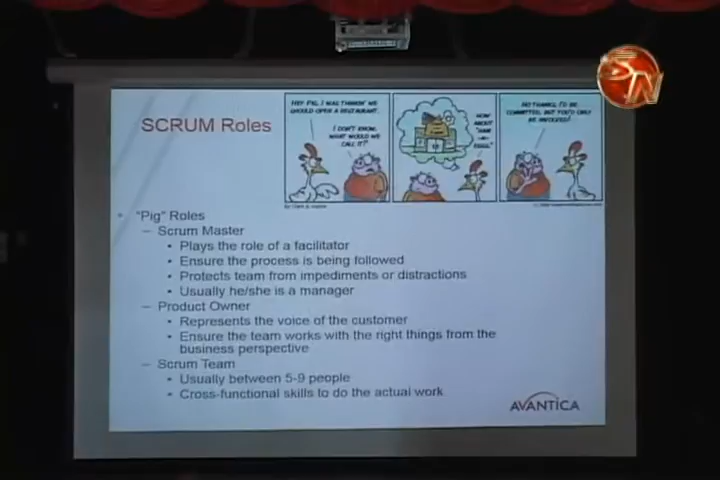 STN
SCRUM Roles
HEY PIG, I WAS THINKIN' WE
SHOULD OPEN A RESTAURANT.
I DON'T KNOW,
WHAT WOULD WE
CALL IT?
HOW
ABOUT
"HAM
-N-
EGGS"
NO THANKS, I'D BE
COMMITTED, BUT YOU'D ONLY
BE INVOLVED!
• "Pig" Roles
– Scrum Master
• Plays the role of a facilitator
• Ensure the process is being followed
• Protects team from impediments or distractions
• Usually he/she is a manager
– Product Owner
• Represents the voice of the customer
• Ensure the team works with the right things from the
business perspective
– Scrum Team
• Usually between 5-9 people
• Cross-functional skills to do the actual work
AVANTICA